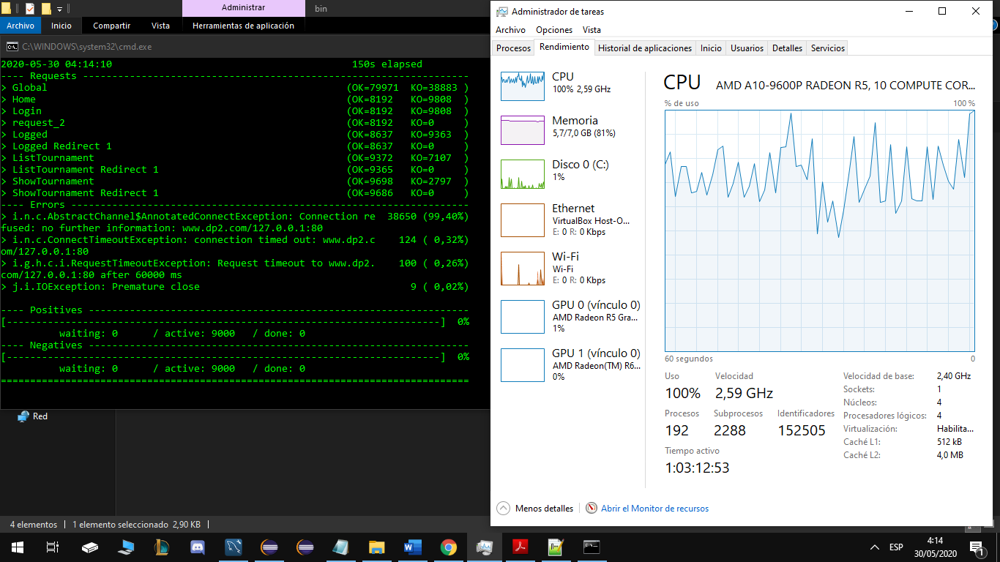 Administrar
bin
Archivo Inicio Compartir Vista Herramientas de aplicación
C:\WINDOWS\system32\cmd.exe
2020-05-30 04:14:10 150s elapsed
---- Requests ------------------------------------------------------------------
> Global (OK=79971 KO=38883 )
> Home (OK=8192 KO=9808 )
> Login (OK=8192 KO=9808 )
> request_2 (OK=8192 KO=0 )
> Logged (OK=8637 KO=9363 )
> Logged Redirect 1 (OK=8637 KO=0 )
> ListTournament (OK=9372 KO=7107 )
> ListTournament Redirect 1 (OK=9365 KO=0 )
> ShowTournament (OK=9698 KO=2797 )
> ShowTournament Redirect 1 (OK=9686 KO=0 )
---- Errors --------------------------------------------------------------------
> i.n.c.AbstractChannel$AnnotatedConnectException: Connection re 38650 (99,40%)
fused: no further information: www.dp2.com/127.0.0.1:80
> i.n.c.ConnectTimeoutException: connection timed out: www.dp2.c 124 ( 0,32%)
om/127.0.0.1:80
> i.g.h.c.i.RequestTimeoutException: Request timeout to www.dp2. 100 ( 0,26%)
com/127.0.0.1:80 after 60000 ms
> j.i.IOException: Premature close 9 ( 0,02%)
---- Positives -----------------------------------------------------------------
[--------------------------------------------------------------------------] 0%
waiting: 0 / active: 9000 / done: 0
---- Negatives -----------------------------------------------------------------
[--------------------------------------------------------------------------] 0%
waiting: 0 / active: 9000 / done: 0
================================================================================
Red
4 elementos 1 elemento seleccionado 2,90 KB
Administrador de tareas
Archivo Opciones Vista
Procesos Rendimiento Historial de aplicaciones Inicio Usuarios Detalles Servicios
CPU
100% 2,59 GHz
Memoria
5,7/7,0 GB (81%)
Disco 0 (C:)
1%
Ethernet
VirtualBox Host-O...
E: 0 R: 0 Kbps
Wi-Fi
Wi-Fi
E: 0 R: 0 Kbps
GPU 0 (vínculo 0)
AMD Radeon R5 Gra...
1%
GPU 1 (vínculo 0)
AMD Radeon(TM) R6...
0%
CPU AMD A10-9600P RADEON R5, 10 COMPUTE COR...
% de uso 100 %
60 segundos 0
Uso Velocidad
100% 2,59 GHz
Procesos Subprocesos Identificadores
192 2288 152505
Tiempo activo
1:03:12:53
Velocidad de base: 2,40 GHz
Sockets: 1
Núcleos: 4
Procesadores lógicos: 4
Virtualización: Habilita...
Caché L1: 512 kB
Caché L2: 4,0 MB
Menos detalles Abrir el Monitor de recursos
ESP
4:14
30/05/2020
1